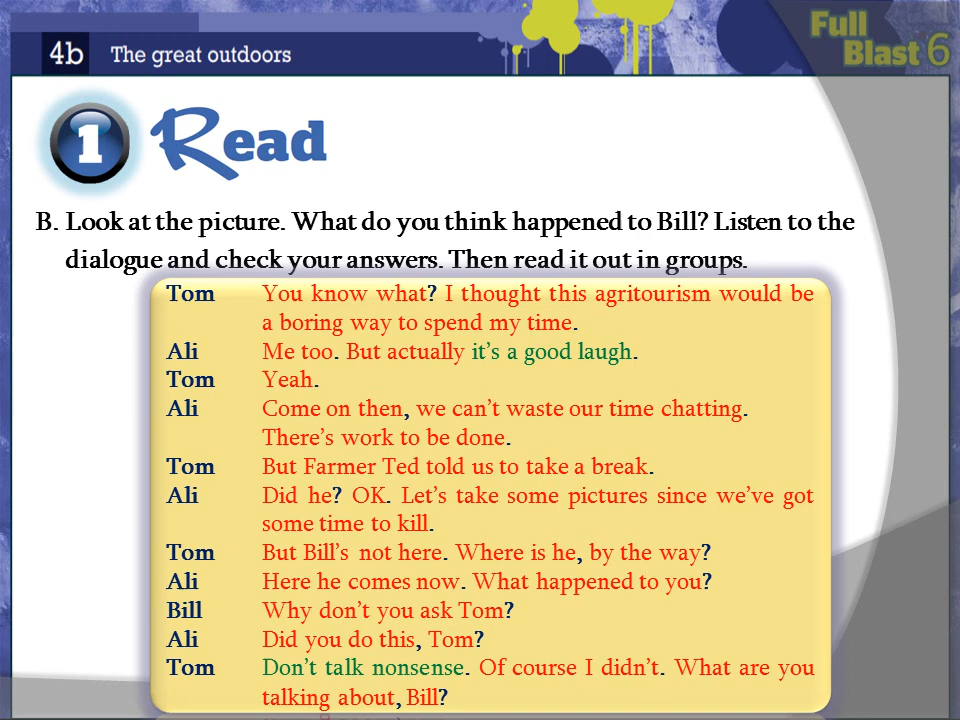 4b The great outdoors
Full
Blast 6
1 Read
B. Look at the picture. What do you think happened to Bill? Listen to the
dialogue and check your answers. Then read it out in groups.
Tom You know what? I thought this agritourism would be
a boring way to spend my time.
Ali Me too. But actually it's a good laugh.
Tom Yeah.
Ali Come on then, we can't waste our time chatting.
There's work to be done.
Tom But Farmer Ted told us to take a break.
Ali Did he? OK. Let's take some pictures since we've got
some time to kill.
Tom But Bill's not here. Where is he, by the way?
Ali Here he comes now. What happened to you?
Bill Why don't you ask Tom?
Ali Did you do this, Tom?
Tom Don't talk nonsense. Of course I didn't. What are you
talking about, Bill?